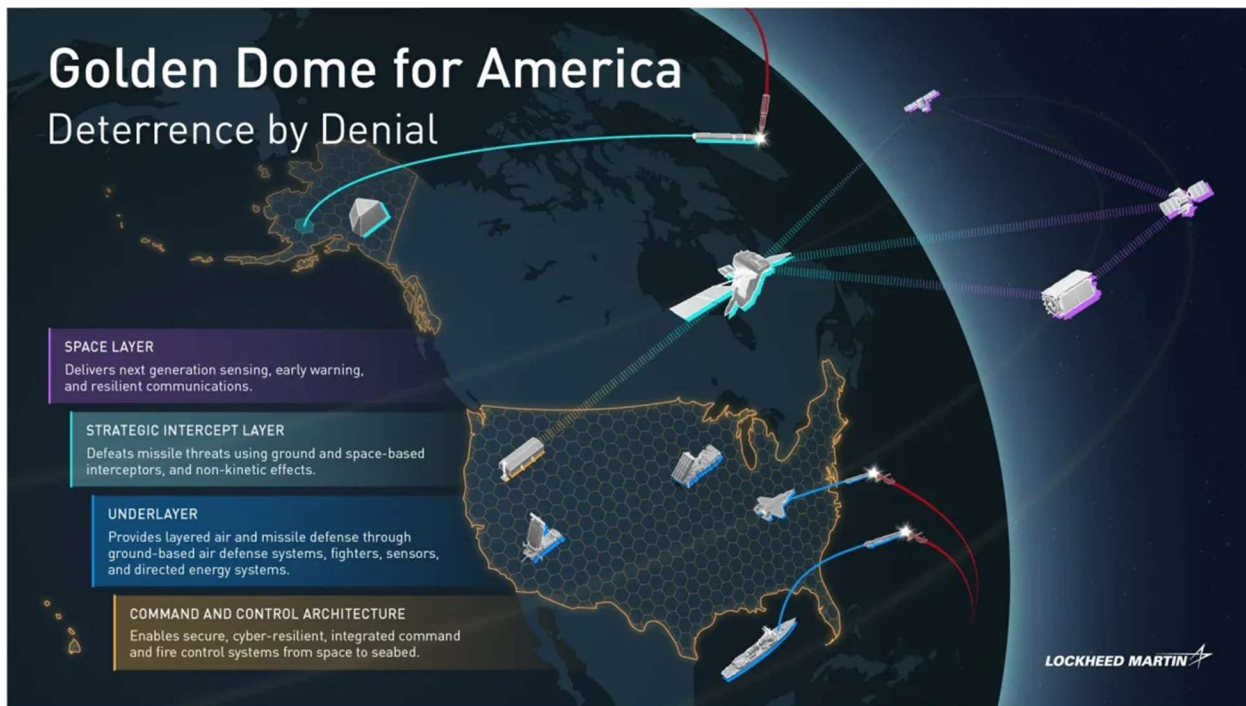 Golden Dome for America
Deterrence by Denial
SPACE LAYER
Delivers next generation sensing, early warning,
and resilient communications.
STRATEGIC INTERCEPT LAYER
Defeats missile threats using ground and space-based
interceptors, and non-kinetic effects.
UNDERLAYER
Provides layered air and missile defense through
ground-based air defense systems, fighters, sensors,
and directed energy systems.
COMMAND AND CONTROL ARCHITECTURE
Enables secure, cyber-resilient, integrated command
and fire control systems from space to seabed.
LOCKHEED MARTIN